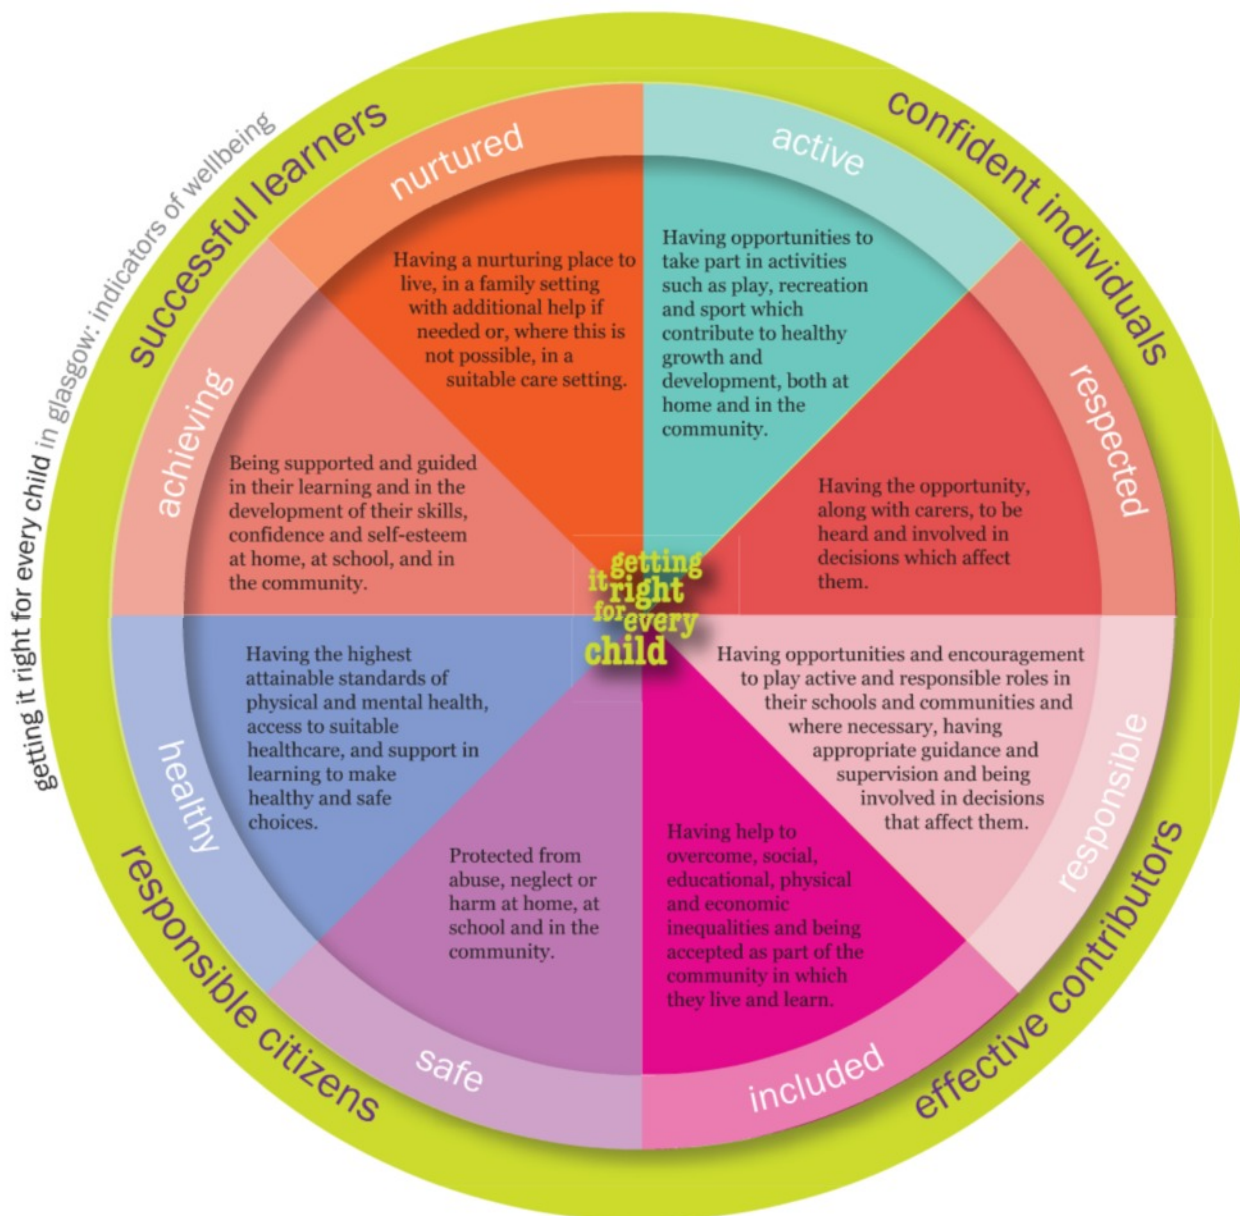 getting it right for every child in glasgow: indicators of wellbeing
successful learners
confident individuals
nurtured
Having a nurturing place to
live, in a family setting
with additional help if
needed or, where this is
not possible, in a
suitable care setting.
active
Having opportunities to
take part in activities
such as play, recreation
and sport which
contribute to healthy
growth and
development, both at
home and in the
community.
achieving
Being supported and guided
in their learning and in the
development of their skills,
confidence and self-esteem
at home, at school, and in
the community.
respected
Having the opportunity,
along with carers, to be
heard and involved in
decisions which affect
them.
getting
it right
for every
child
healthy
Having the highest
attainable standards of
physical and mental health,
access to suitable
healthcare, and support in
learning to make
healthy and safe
choices.
responsible
Having opportunities and encouragement
to play active and responsible roles in
their schools and communities and
where necessary, having
appropriate guidance and
supervision and being
involved in decisions
that affect them.
safe
Protected from
abuse, neglect or
harm at home, at
school and in the
community.
included
Having help to
overcome, social,
educational, physical
and economic
inequalities and being
accepted as part of the
community in which
they live and learn.
responsible citizens
effective contributors